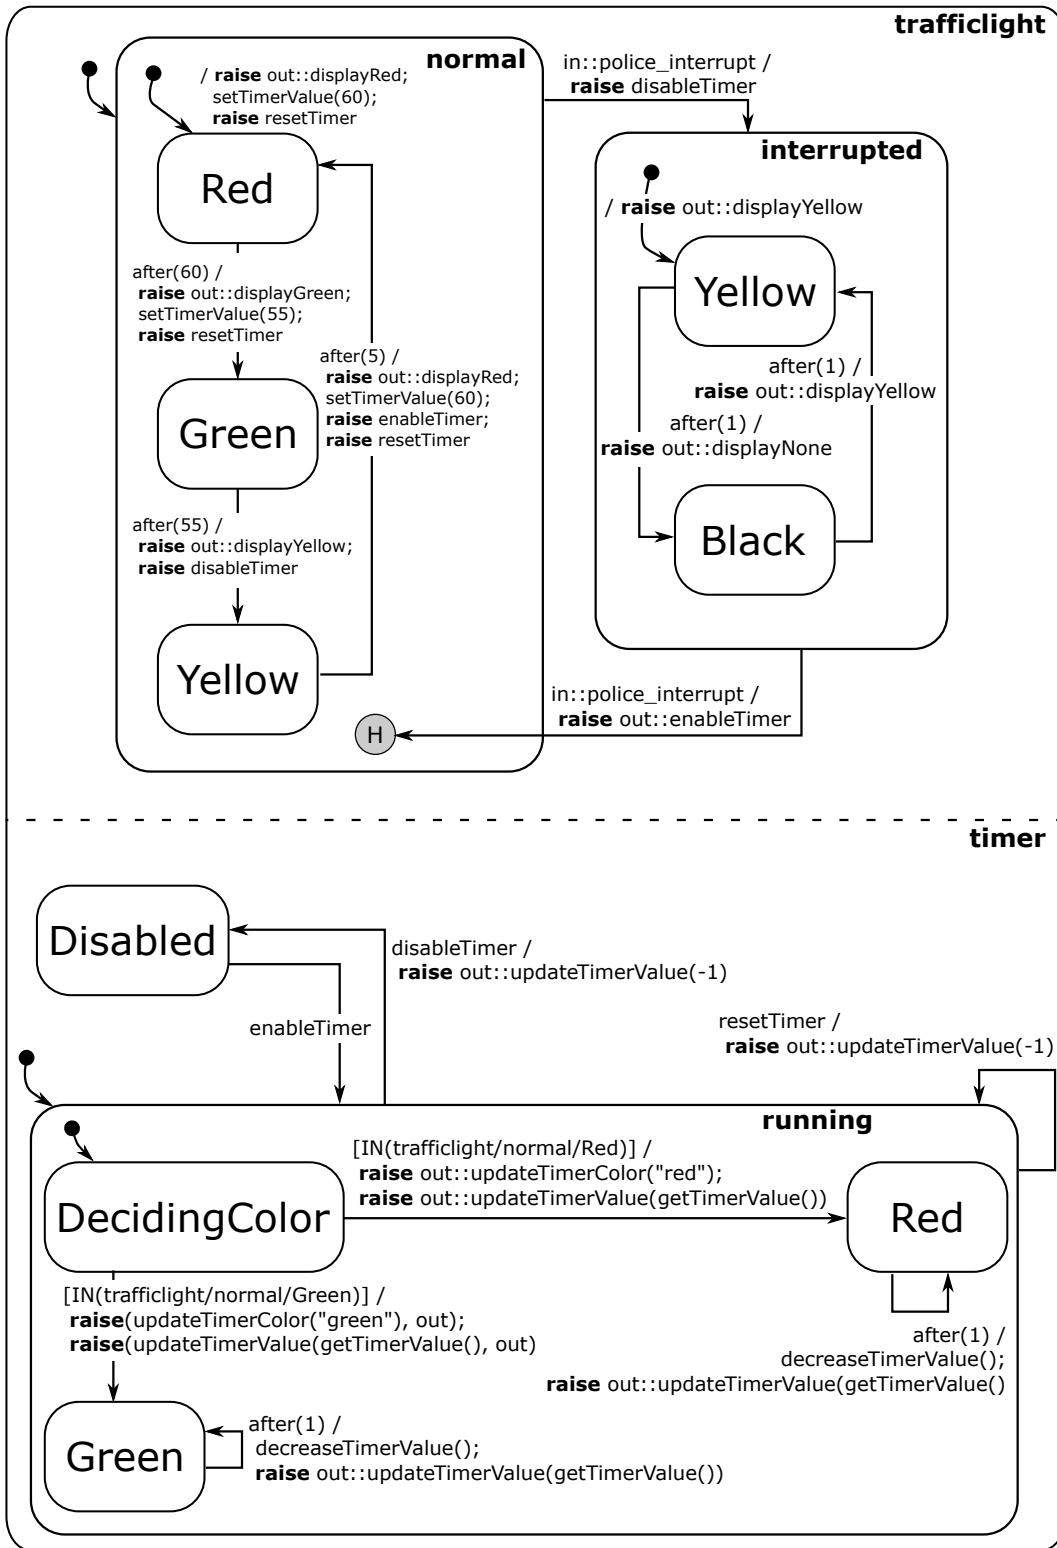 trafficlight
normal
/ raise out::displayRed;
setTimerValue(60);
raise resetTimer
Red
after(60) /
raise out::displayGreen;
setTimerValue(55);
raise resetTimer
after(5) /
raise out::displayRed;
setTimerValue(60);
raise enableTimer;
raise resetTimer
Green
after(55) /
raise out::displayYellow;
raise disableTimer
Yellow
H
in::police_interrupt /
raise disableTimer
interrupted
/ raise out::displayYellow
Yellow
after(1) /
raise out::displayYellow
after(1) /
raise out::displayNone
Black
in::police_interrupt /
raise out::enableTimer
timer
Disabled
disableTimer /
raise out::updateTimerValue(-1)
enableTimer
resetTimer /
raise out::updateTimerValue(-1)
running
DecidingColor
[IN(trafficlight/normal/Red)] /
raise out::updateTimerColor("red");
raise out::updateTimerValue(getTimerValue())
Red
[IN(trafficlight/normal/Green)] /
raise(updateTimerColor("green"), out);
raise(updateTimerValue(getTimerValue(), out)
after(1) /
decreaseTimerValue();
raise out::updateTimerValue(getTimerValue()
Green
after(1) /
decreaseTimerValue();
raise out::updateTimerValue(getTimerValue())